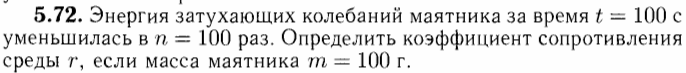 5.72. Энергия затухающих колебаний маятника за время t = 100 с
уменьшилась в n = 100 раз. Определить коэффициент сопротивления
среды r, если масса маятника m = 100 г.